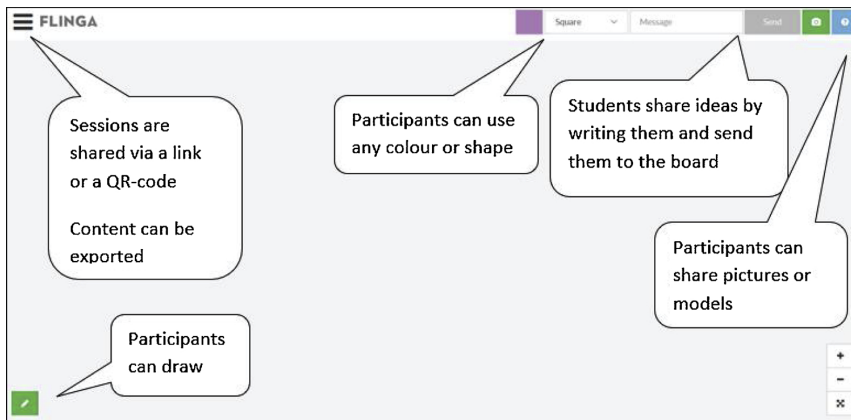 FLINGA
Square
Message
Send
Sessions are
shared via a link
or a QR-code
Content can be
exported
Participants can use
any colour or shape
Students share ideas by
writing them and send
them to the board
Participants can
share pictures or
models
Participants
can draw